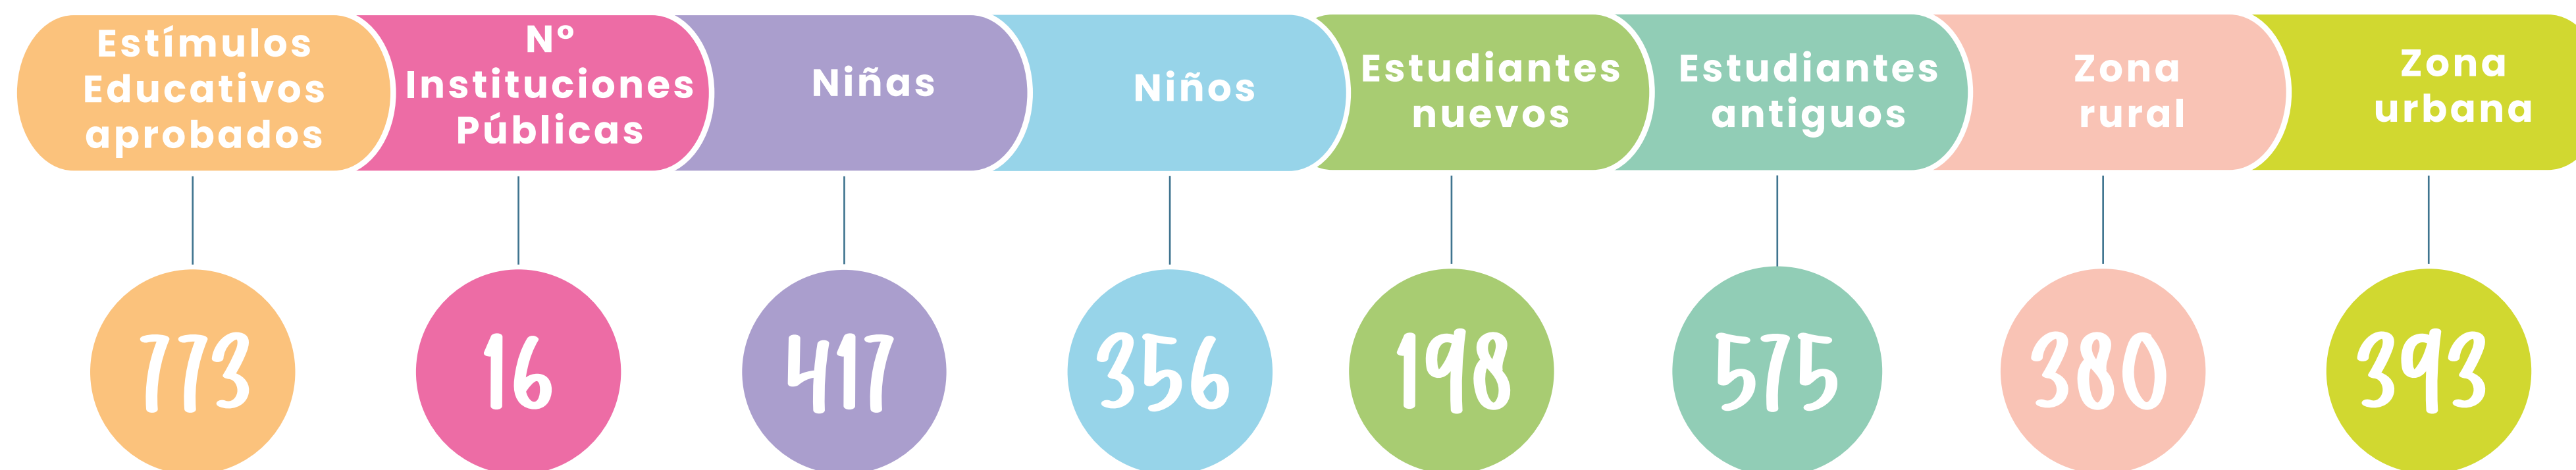 Estímulos
Educativos
aprobados
Nº
Instituciones
Públicas
Niñas
Niños
Estudiantes
nuevos
Estudiantes
antiguos
Zona
rural
Zona
urbana
773
16
417
356
198
575
380
393